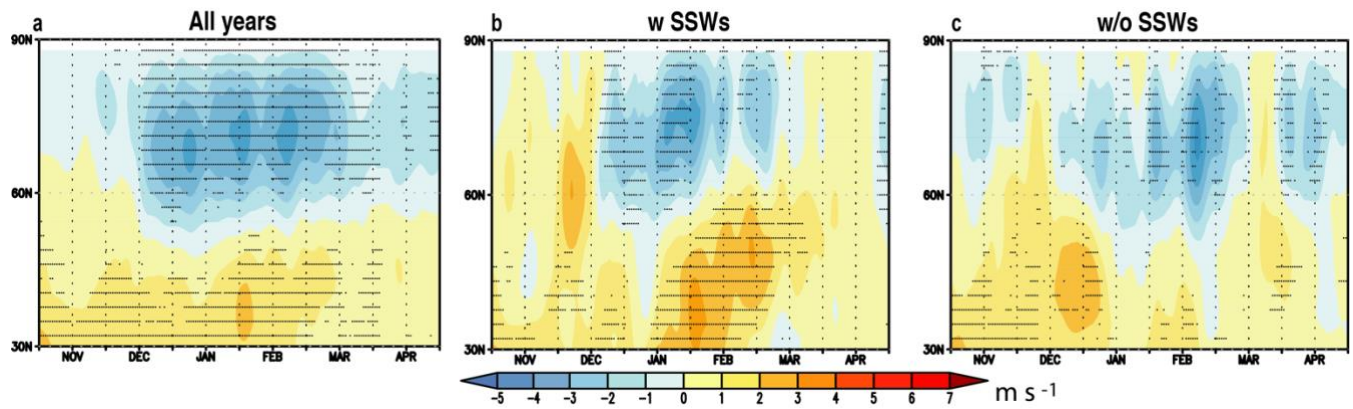 a All years
b w SSWs
c w/o SSWs
90N
60N
30N
NOV DEC JAN FEB MAR APR
90N
60N
30N
NOV DEC JAN FEB MAR APR
90N
60N
30N
NOV DEC JAN FEB MAR APR
-5 -4 -3 -2 -1 0 1 2 3 4 5 6 7 m s -1